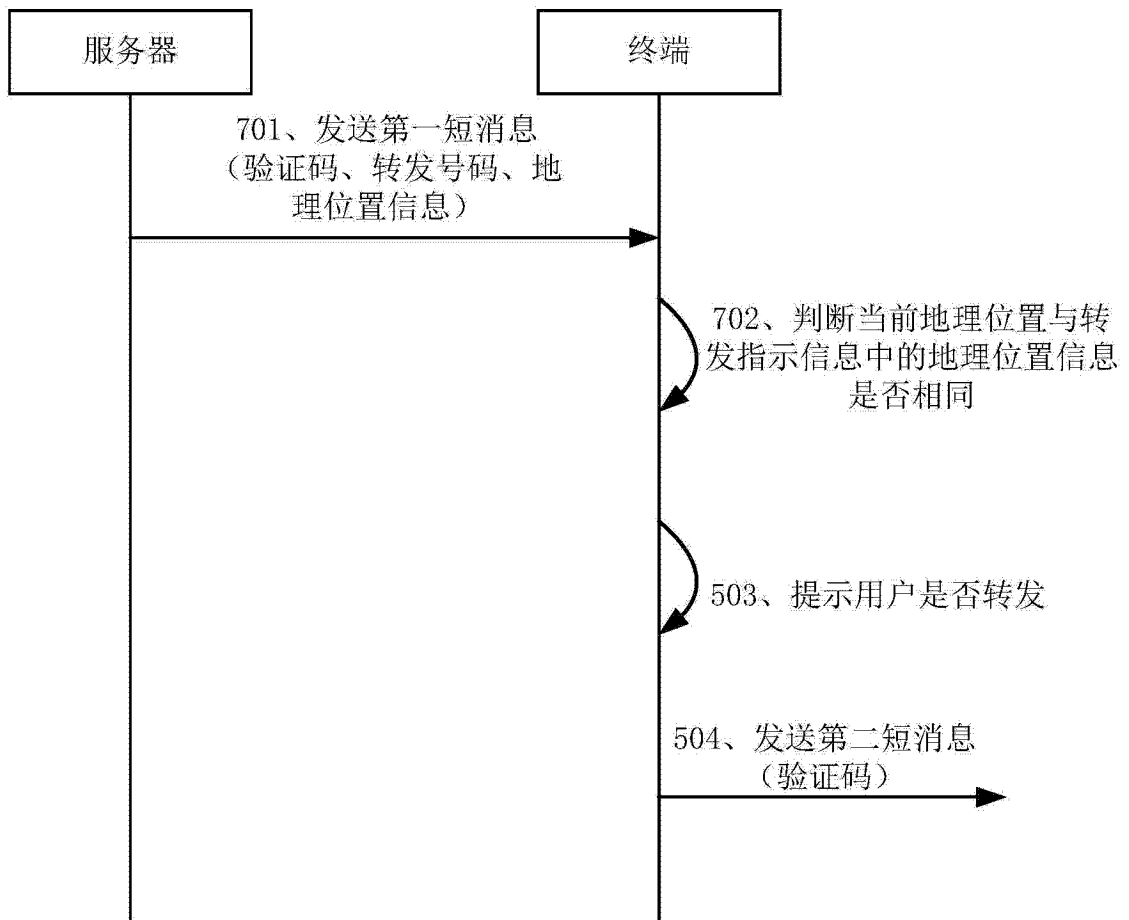 服务器
终端
701、发送第一短消息
（验证码、转发号码、地
理位置信息）
702、判断当前地理位置与转
发指示信息中的地理位置信息
是否相同
503、提示用户是否转发
504、发送第二短消息
（验证码）